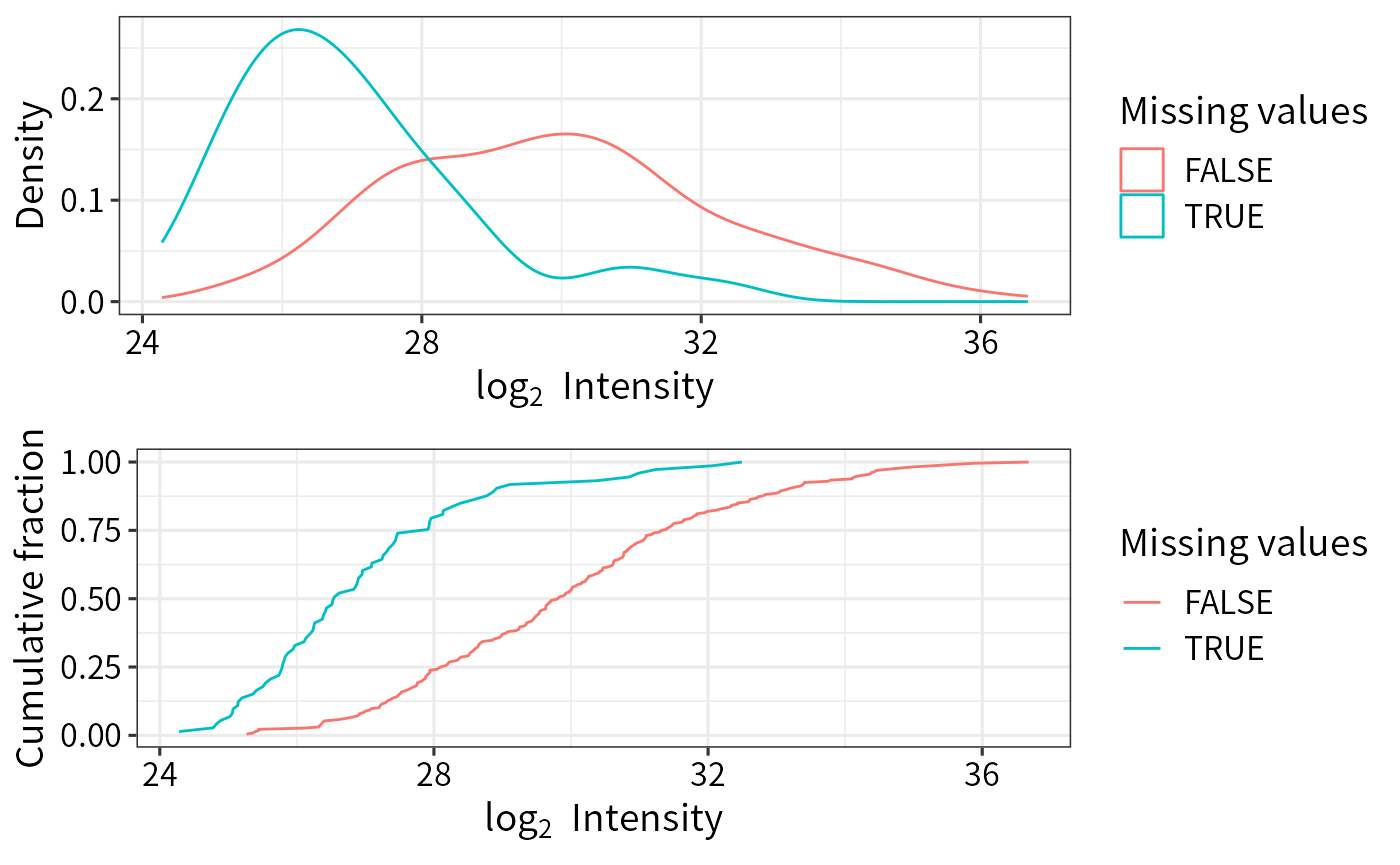 Density
0.2
0.1
0.0
24 28 32 36
log₂ Intensity
Missing values
FALSE
TRUE
Cumulative fraction
1.00
0.75
0.50
0.25
0.00
24 28 32 36
log₂ Intensity
Missing values
FALSE
TRUE